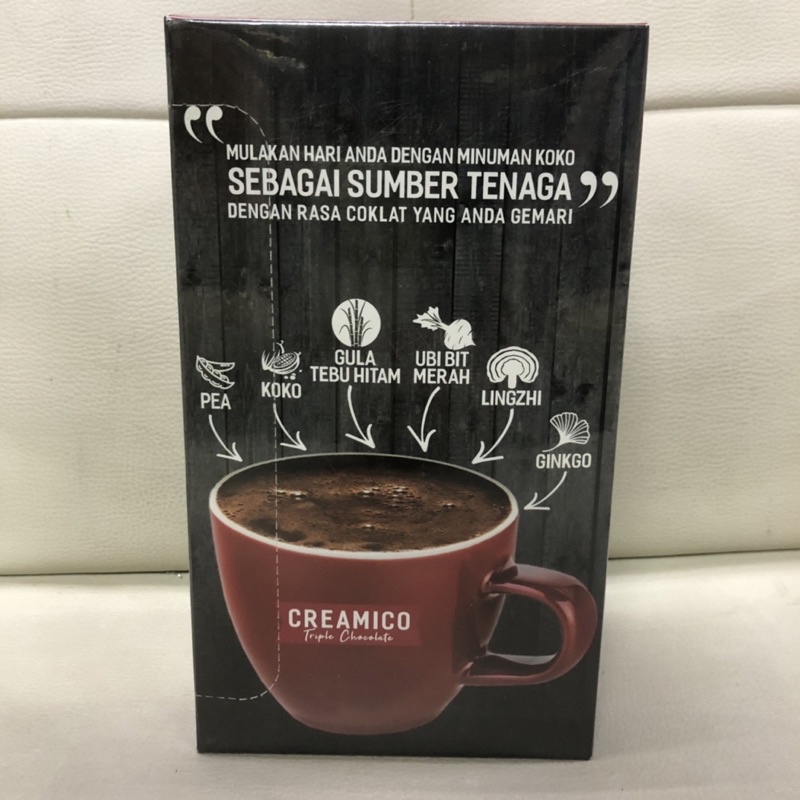 “
MULAKAN HARI ANDA DENGAN MINUMAN KOKO
SEBAGAI SUMBER TENAGA ”
DENGAN RASA COKLAT YANG ANDA GEMARI
PEA
KOKO
GULA
TEBU HITAM
UBI BIT
MERAH
LINGZHI
GINKGO
CREAMICO
Triple Chocolate